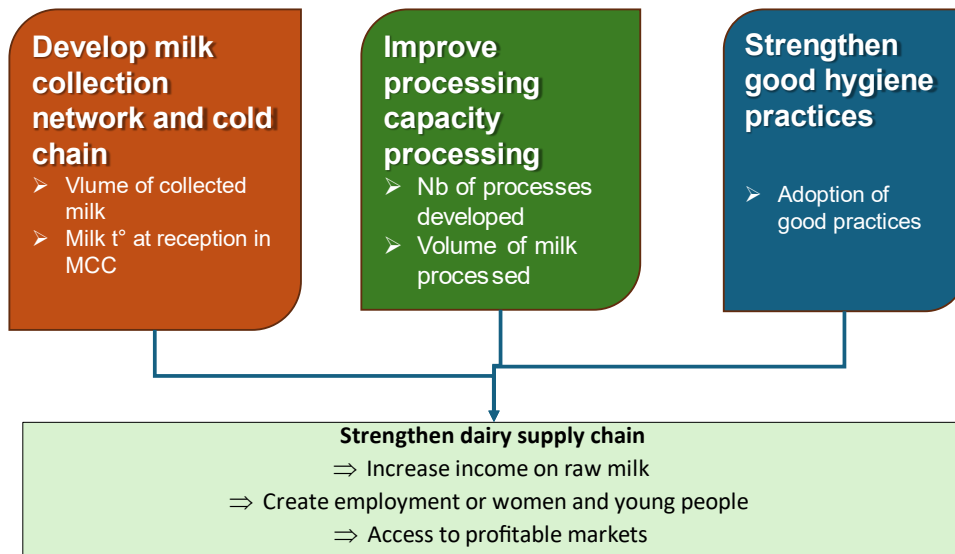 Develop milk
collection
network and cold
chain
➢ Vlume of collected
milk
➢ Milk t° at reception in
MCC
Improve
processing
capacity
processing
➢ Nb of processes
developed
➢ Volume of milk
processed
Strengthen
good hygiene
practices
➢ Adoption of
good practices
Strengthen dairy supply chain
⇒ Increase income on raw milk
⇒ Create employment or women and young people
⇒ Access to profitable markets